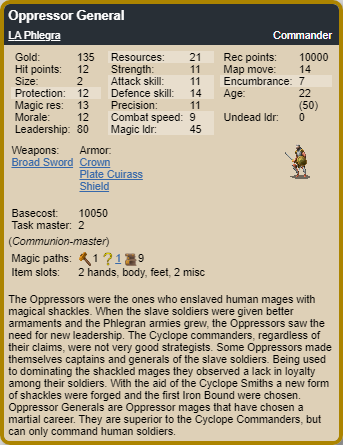 Oppressor General
LA Phlegra Commander
Gold: 135 Resources: 21 Rec points: 10000
Hit points: 12 Strength: 11 Map move: 14
Size: 2 Attack skill: 11 Encumbrance: 7
Protection: 12 Defence skill: 14 Age: 22
Magic res: 13 Precision: 11 (50)
Morale: 12 Combat speed: 9 Undead ldr: 0
Leadership: 80 Magic ldr: 45
Weapons: Armor:
Broad Sword Crown
Plate Cuirass
Shield
Basecost: 10050
Task master: 2
(Communion-master)
Magic paths: 1 ? 1 9
Item slots: 2 hands, body, feet, 2 misc
The Oppressors were the ones who enslaved human mages with
magical shackles. When the slave soldiers were given better
armaments and the Phlegran armies grew, the Oppressors saw the
need for new leadership. The Cyclope commanders, regardless of
their claims, were not very good strategists. Some Oppressors made
themselves captains and generals of the slave soldiers. Being used
to dominating the shackled mages they observed a lack in loyalty
among their soldiers. With the aid of the Cyclope Smiths a new form
of shackles were forged and the first Iron Bound were chosen.
Oppressor Generals are Oppressor mages that have chosen a
martial career. They are superior to the Cyclope Commanders, but
can only command human soldiers.